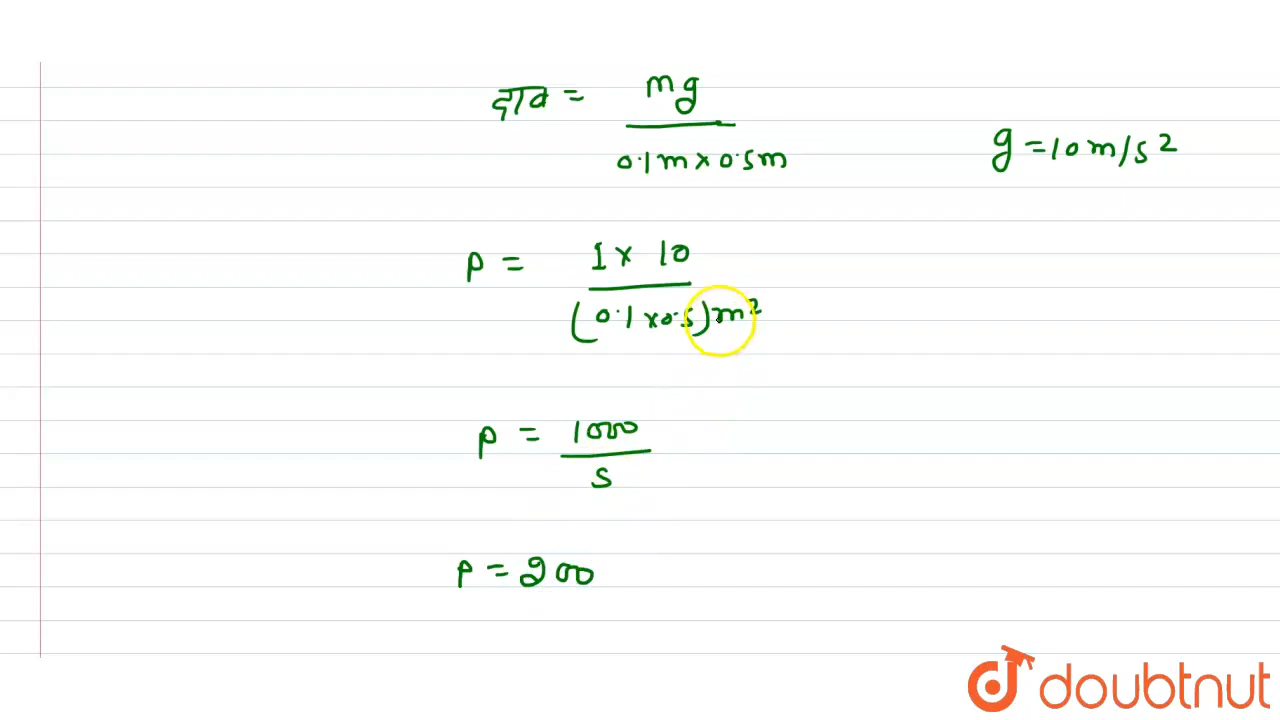 दाब = mg / 0.1m x 0.5m
g = 10 m/s²
P = 1 x 10 / (0.1 x 0.5) m²
P = 1000 / 5
P = 200
doubtnut